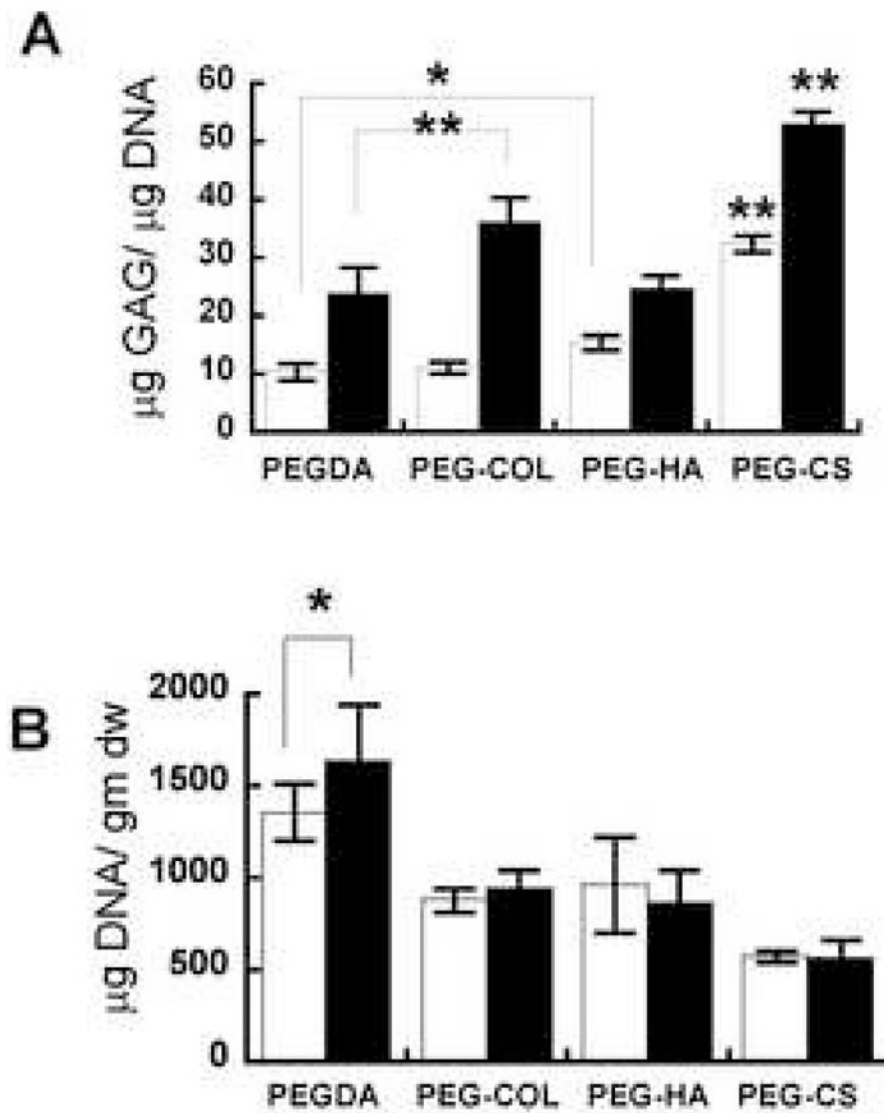 A
µg GAG/ µg DNA
60
50
40
30
20
10
0
*
**
**
**
PEGDA PEG-COL PEG-HA PEG-CS
B
µg DNA/ gm dw
2000
1500
1000
500
0
*
PEGDA PEG-COL PEG-HA PEG-CS